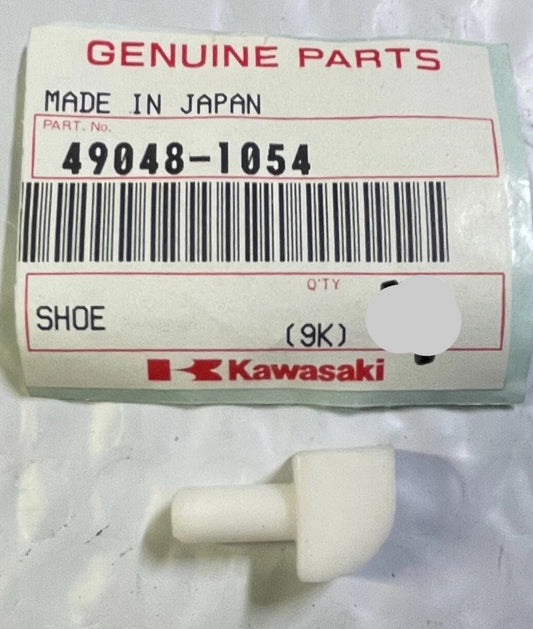 GENUINE PARTS
MADE IN JAPAN
PART. No.
49048-1054
Q'TY
SHOE
(9K)
Kawasaki